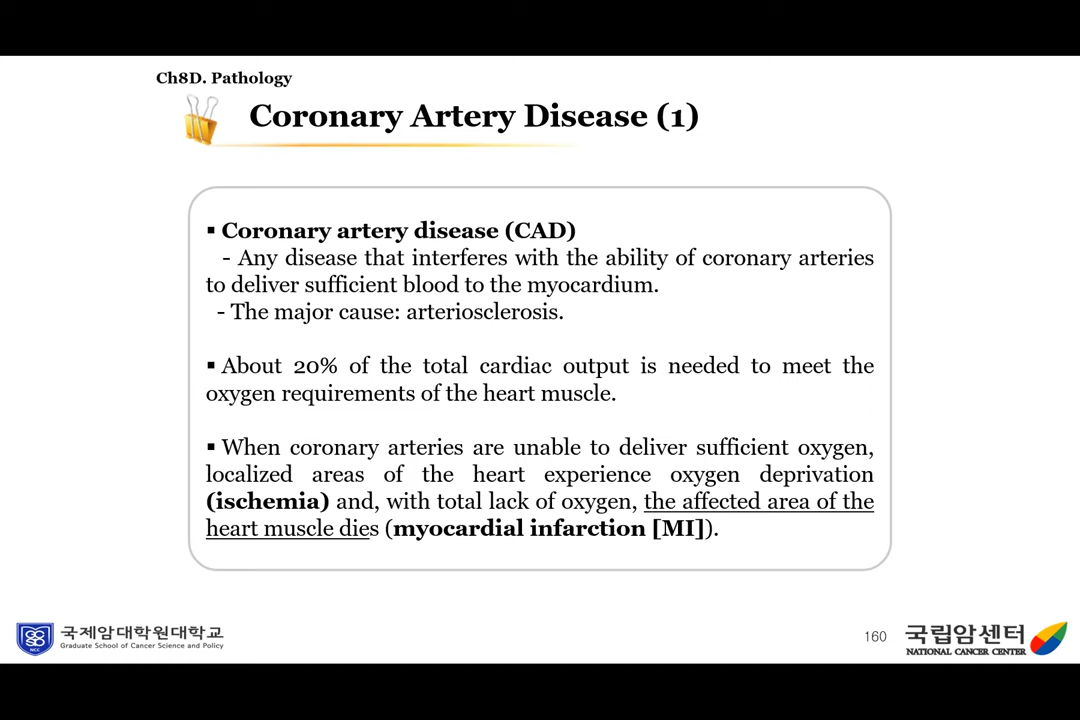 Ch8D. Pathology
Coronary Artery Disease (1)
▪ Coronary artery disease (CAD)
- Any disease that interferes with the ability of coronary arteries
to deliver sufficient blood to the myocardium.
- The major cause: arteriosclerosis.
▪ About 20% of the total cardiac output is needed to meet the
oxygen requirements of the heart muscle.
▪ When coronary arteries are unable to deliver sufficient oxygen,
localized areas of the heart experience oxygen deprivation
(ischemia) and, with total lack of oxygen, the affected area of the
heart muscle dies (myocardial infarction [MI]).
NCC
국제암대학원대학교
Graduate School of Cancer Science and Policy
160
국립암센터
NATIONAL CANCER CENTER